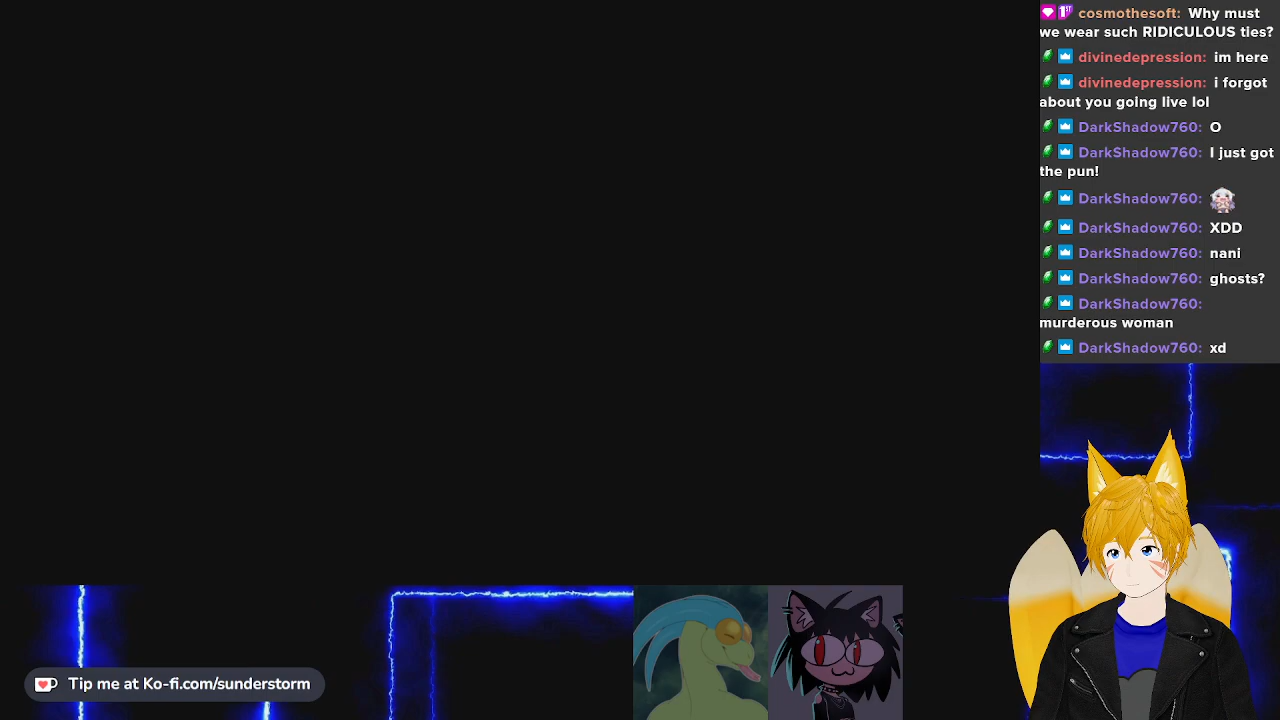 cosmothesoft: Why must
we wear such RIDICULOUS ties?
divinedepression: im here
divinedepression: i forgot
about you going live lol
DarkShadow760: O
DarkShadow760: I just got
the pun!
DarkShadow760:
DarkShadow760: XDD
DarkShadow760: nani
DarkShadow760: ghosts?
DarkShadow760:
murderous woman
DarkShadow760: xd
Tip me at Ko-fi.com/sunderstorm